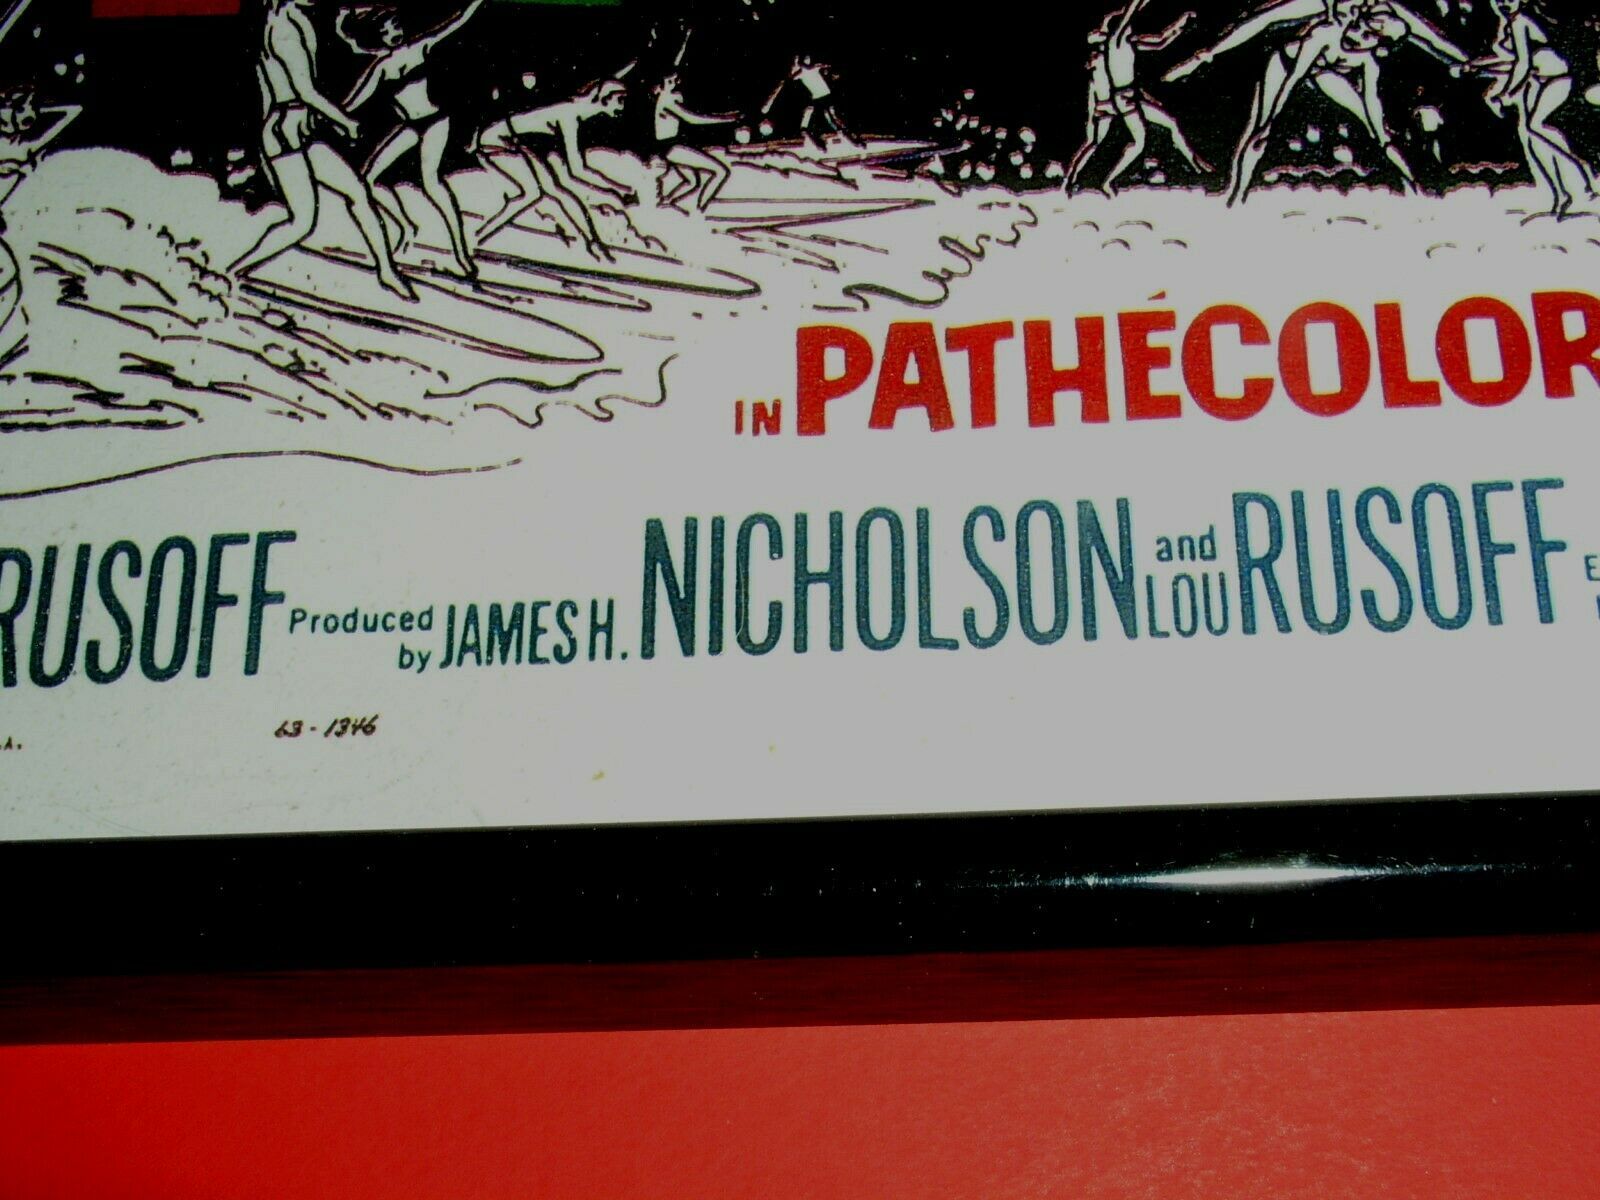 IN PATHÉCOLOR
RUSOFF Produced by JAMES H. NICHOLSON and LOU RUSOFF
63-1346